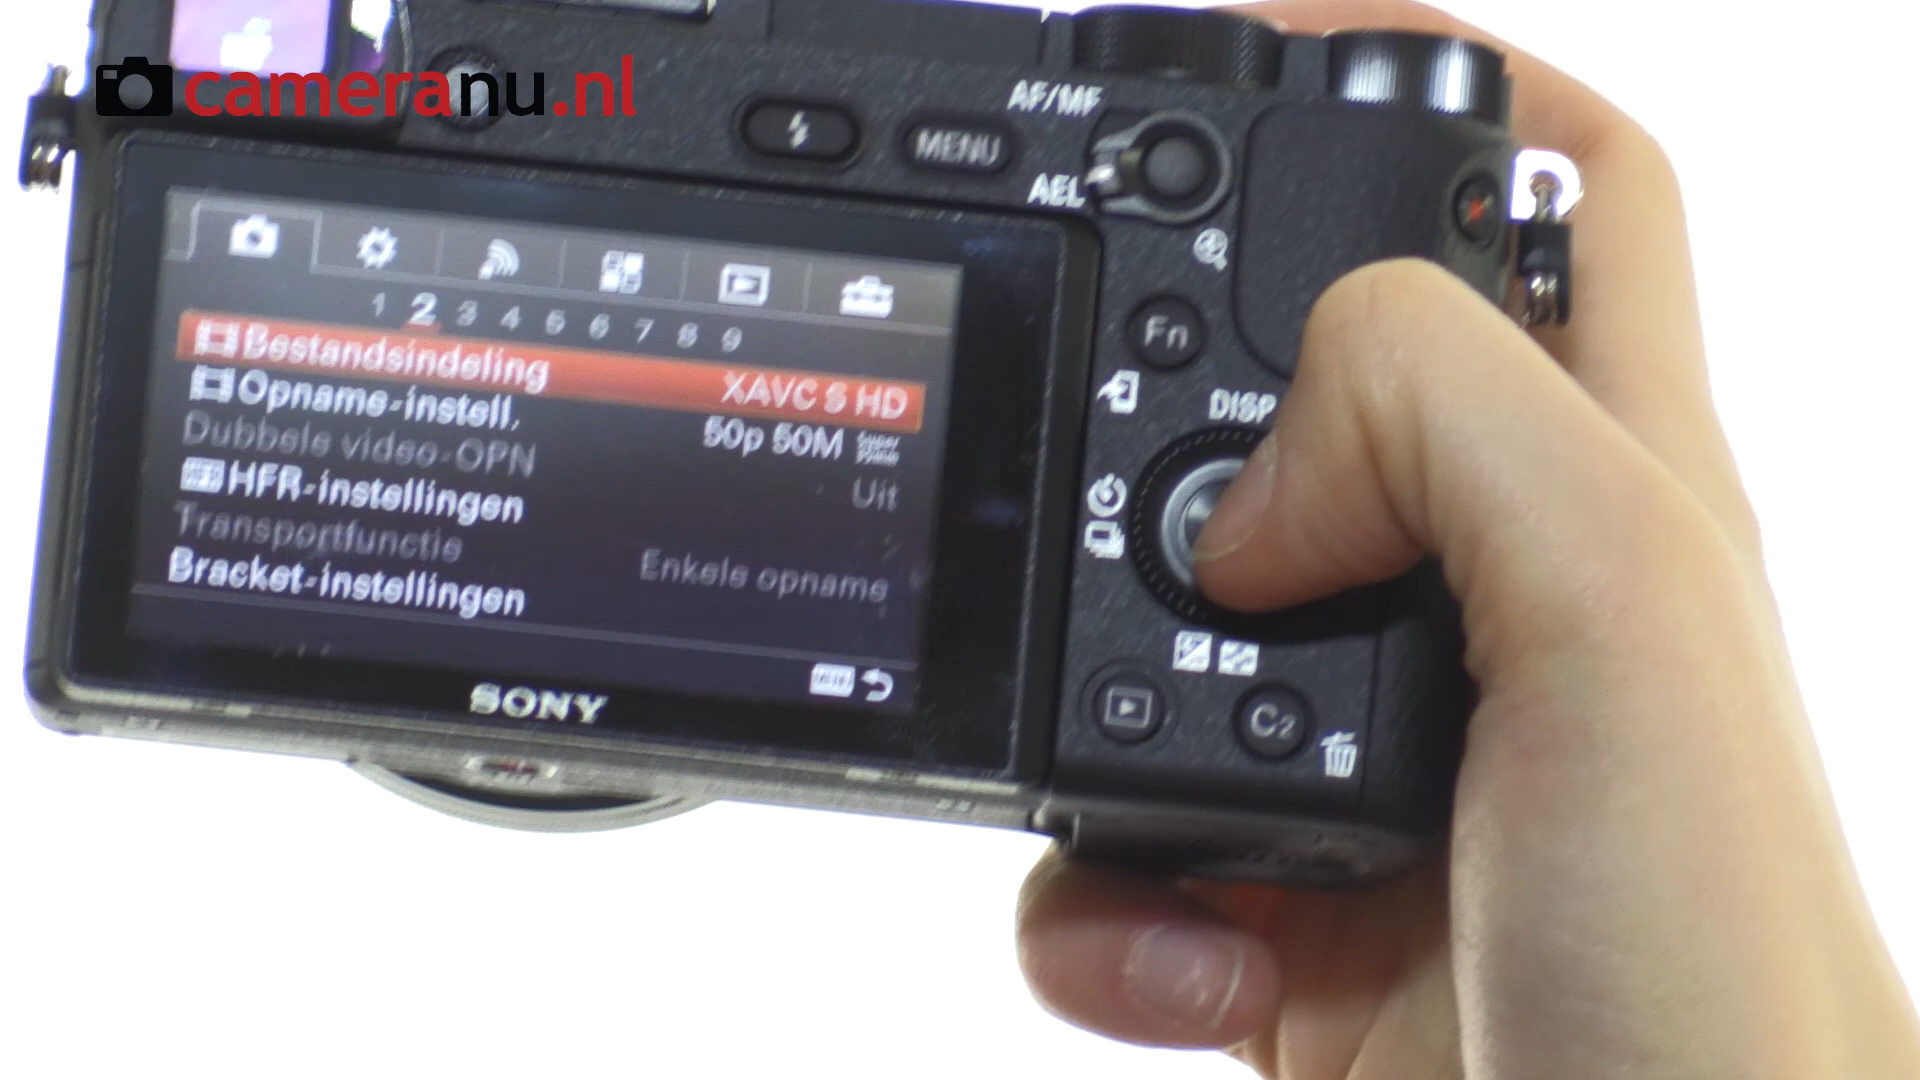 cameranu.nl
AF/MF
MENU
AEL
1 2 3 4 5 6 7 8 9
Bestandsindeling XAVC S HD
Opname-instell. 50p 50M
Dubbele video-OPN Uit
HFR-instellingen
Transportfunctie Enkele opname
Bracket-instellingen
Fn
DISP
SONY
C2